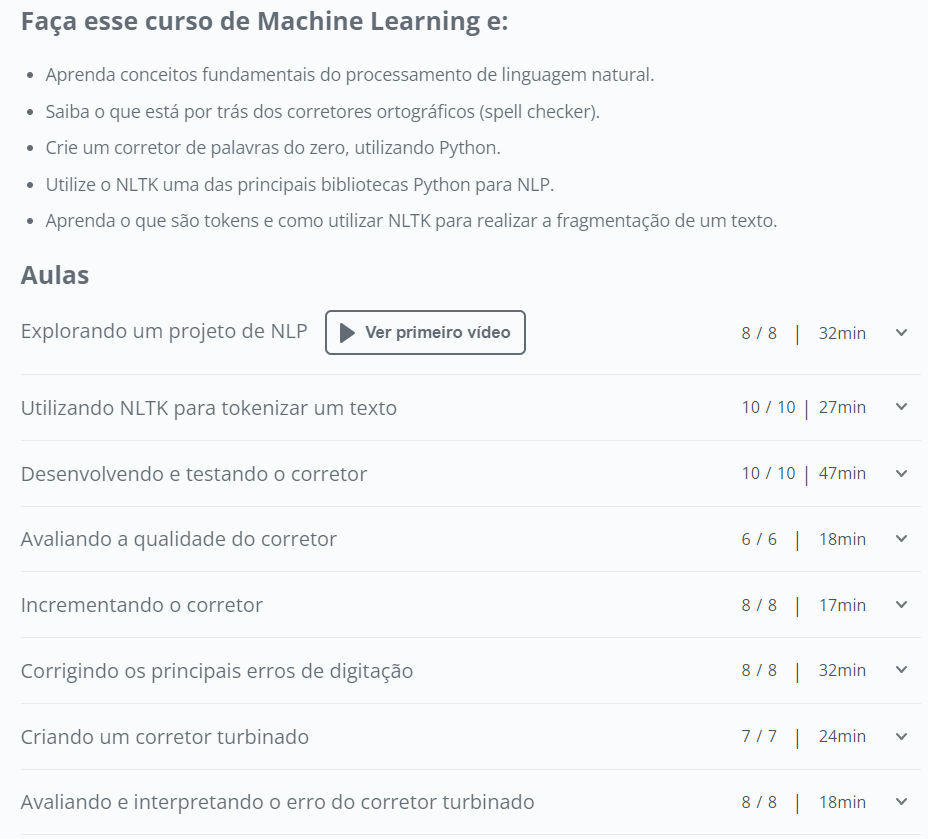 Faça esse curso de Machine Learning e:
• Aprenda conceitos fundamentais do processamento de linguagem natural.
• Saiba o que está por trás dos corretores ortográficos (spell checker).
• Crie um corretor de palavras do zero, utilizando Python.
• Utilize o NLTK uma das principais bibliotecas Python para NLP.
• Aprenda o que são tokens e como utilizar NLTK para realizar a fragmentação de um texto.
Aulas
Explorando um projeto de NLP Ver primeiro vídeo 8 / 8 | 32min
Utilizando NLTK para tokenizar um texto 10 / 10 | 27min
Desenvolvendo e testando o corretor 10 / 10 | 47min
Avaliando a qualidade do corretor 6 / 6 | 18min
Incrementando o corretor 8 / 8 | 17min
Corrigindo os principais erros de digitação 8 / 8 | 32min
Criando um corretor turbinado 7 / 7 | 24min
Avaliando e interpretando o erro do corretor turbinado 8 / 8 | 18min